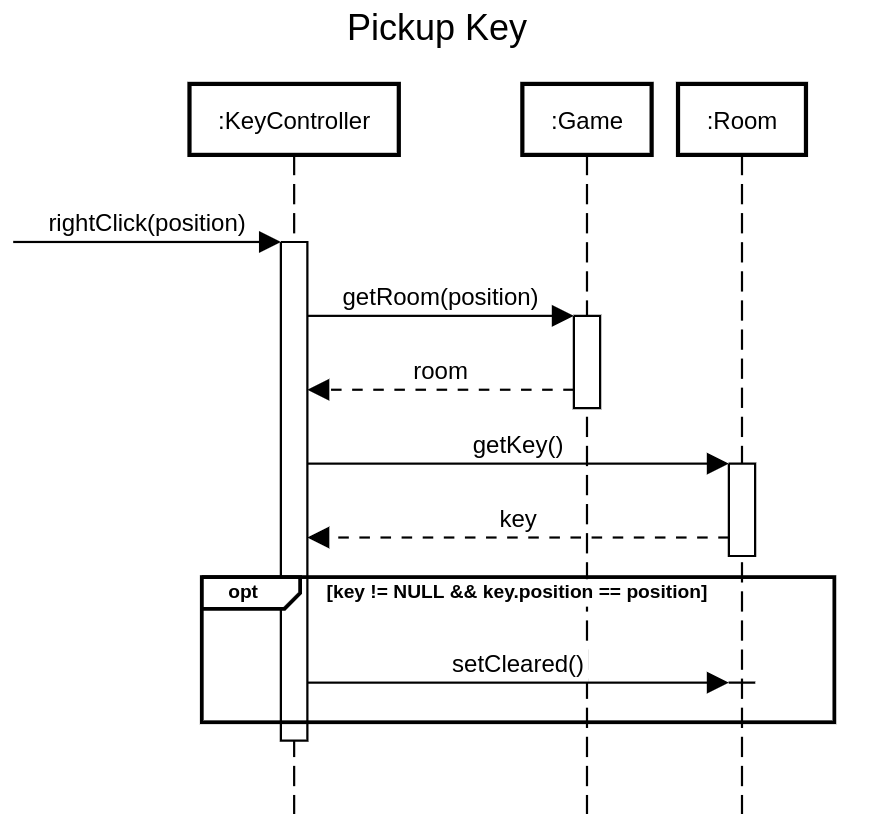 Pickup Key
:KeyController
:Game
:Room
rightClick(position)
getRoom(position)
room
getKey()
key
opt
[key != NULL && key.position == position]
setCleared()